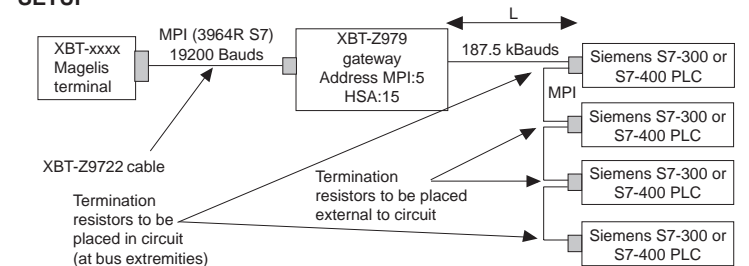 SETUP
XBT-xxxx
Magelis
terminal
MPI (3964R S7)
19200 Bauds
XBT-Z979
gateway
Address MPI:5
HSA:15
L
187.5 kBauds
Siemens S7-300 or
S7-400 PLC
MPI
Siemens S7-300 or
S7-400 PLC
Siemens S7-300 or
S7-400 PLC
Siemens S7-300 or
S7-400 PLC
XBT-Z9722 cable
Termination
resistors to be
placed in circuit
(at bus extremities)
Termination
resistors to be placed
external to circuit